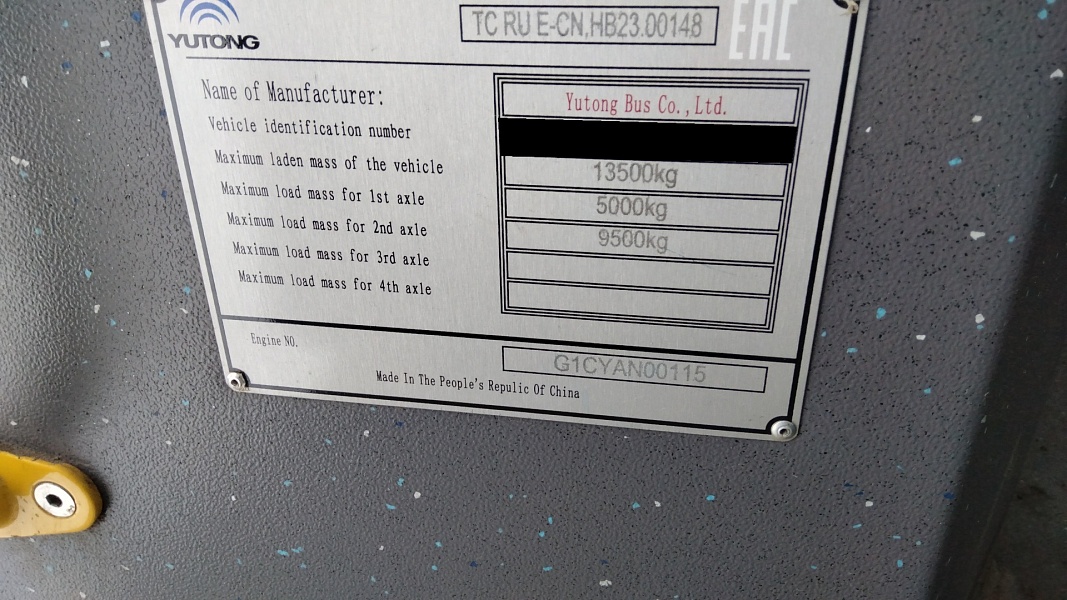 YUTONG
TC RU E-CN.HB23.00148
EAC
Name of Manufacturer: Yutong Bus Co.,Ltd.
Vehicle identification number
Maximum laden mass of the vehicle 13500kg
Maximum load mass for 1st axle 5000kg
Maximum load mass for 2nd axle 9500kg
Maximum load mass for 3rd axle
Maximum load mass for 4th axle
Engine NO. G1CYAN00115
Made In The People's Repulic Of China